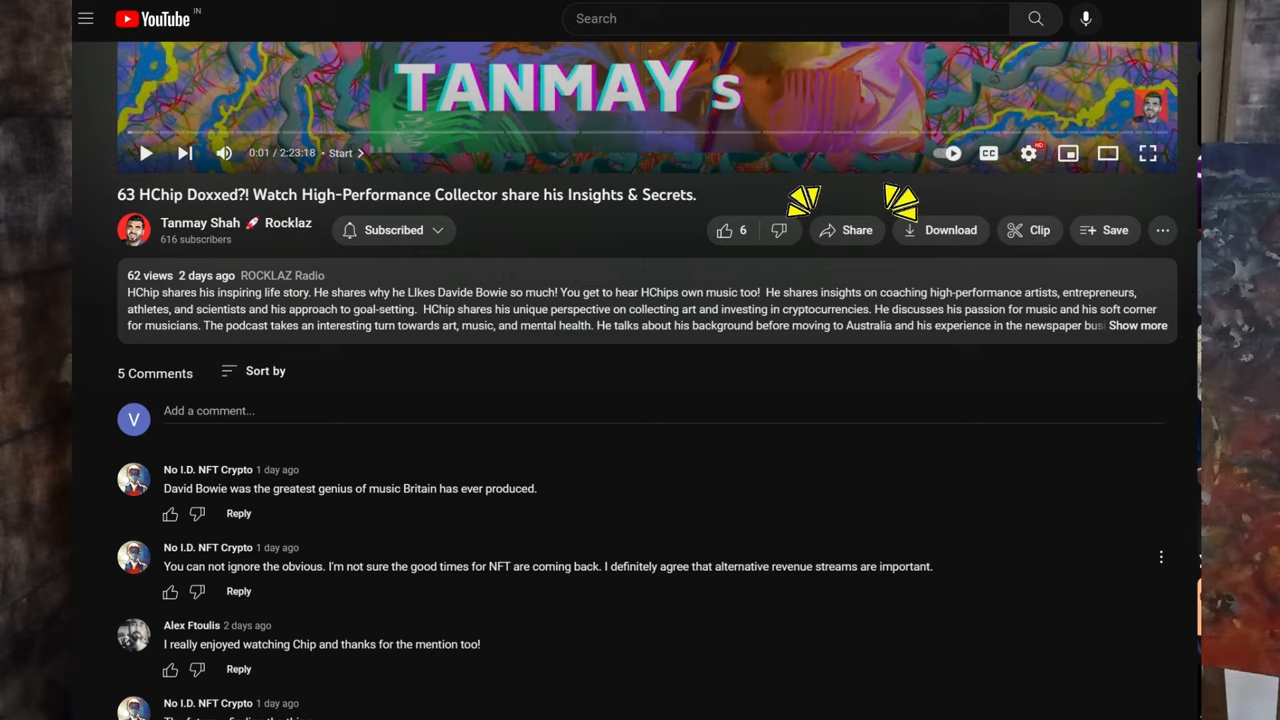 YouTube IN
Search
TANMAY s
0:01 / 2:23:18 • Start
CC
HD
63 HChip Doxxed?! Watch High-Performance Collector share his Insights & Secrets.
Tanmay Shah 🚀 Rocklaz
616 subscribers
Subscribed
6
Share
Download
Clip
Save
62 views 2 days ago ROCKLAZ Radio
HChip shares his inspiring life story. He shares why he LIkes Davide Bowie so much! You get to hear HChips own music too! He shares insights on coaching high-performance artists, entrepreneurs,
athletes, and scientists and his approach to goal-setting. HChip shares his unique perspective on collecting art and investing in cryptocurrencies. He discusses his passion for music and his soft corner
for musicians. The podcast takes an interesting turn towards art, music, and mental health. He talks about his background before moving to Australia and his experience in the newspaper busi Show more
5 Comments
Sort by
V
Add a comment...
No I.D. NFT Crypto 1 day ago
David Bowie was the greatest genius of music Britain has ever produced.
Reply
No I.D. NFT Crypto 1 day ago
You can not ignore the obvious. I'm not sure the good times for NFT are coming back. I definitely agree that alternative revenue streams are important.
Reply
Alex Ftoulis 2 days ago
I really enjoyed watching Chip and thanks for the mention too!
Reply
No I.D. NFT Crypto 1 day ago